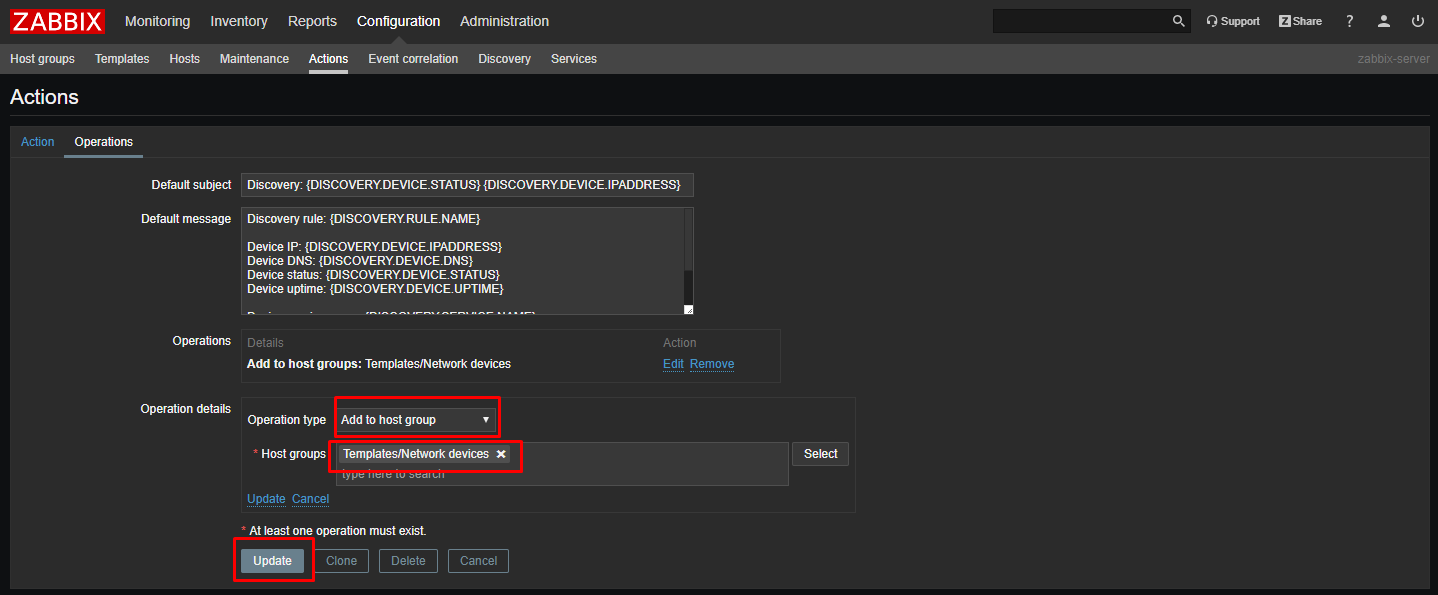 ZABBIX Monitoring Inventory Reports Configuration Administration Support Z Share ?
Host groups Templates Hosts Maintenance Actions Event correlation Discovery Services zabbix-server
Actions
Action Operations
Default subject Discovery: {DISCOVERY.DEVICE.STATUS} {DISCOVERY.DEVICE.IPADDRESS}
Default message Discovery rule: {DISCOVERY.RULE.NAME}
Device IP: {DISCOVERY.DEVICE.IPADDRESS}
Device DNS: {DISCOVERY.DEVICE.DNS}
Device status: {DISCOVERY.DEVICE.STATUS}
Device uptime: {DISCOVERY.DEVICE.UPTIME}
Operations Details Action
Add to host groups: Templates/Network devices Edit Remove
Operation details
Operation type Add to host group
* Host groups Templates/Network devices Select
type here to search
Update Cancel
* At least one operation must exist.
Update Clone Delete Cancel